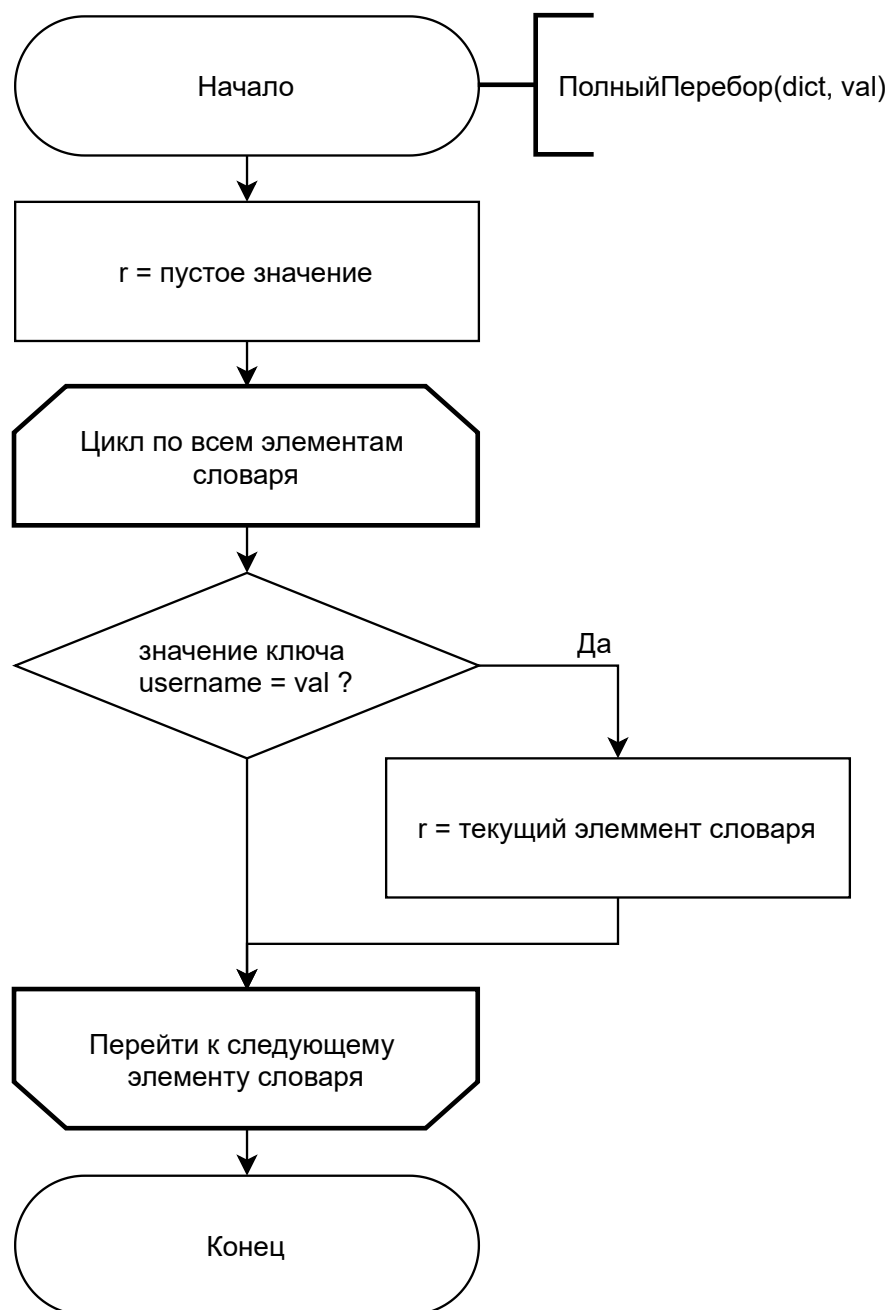 Начало
ПолныйПеребор(dict, val)
r = пустое значение
Цикл по всем элементам
словаря
значение ключа
username = val ?
Да
r = текущий элеммент словаря
Перейти к следующему
элементу словаря
Конец